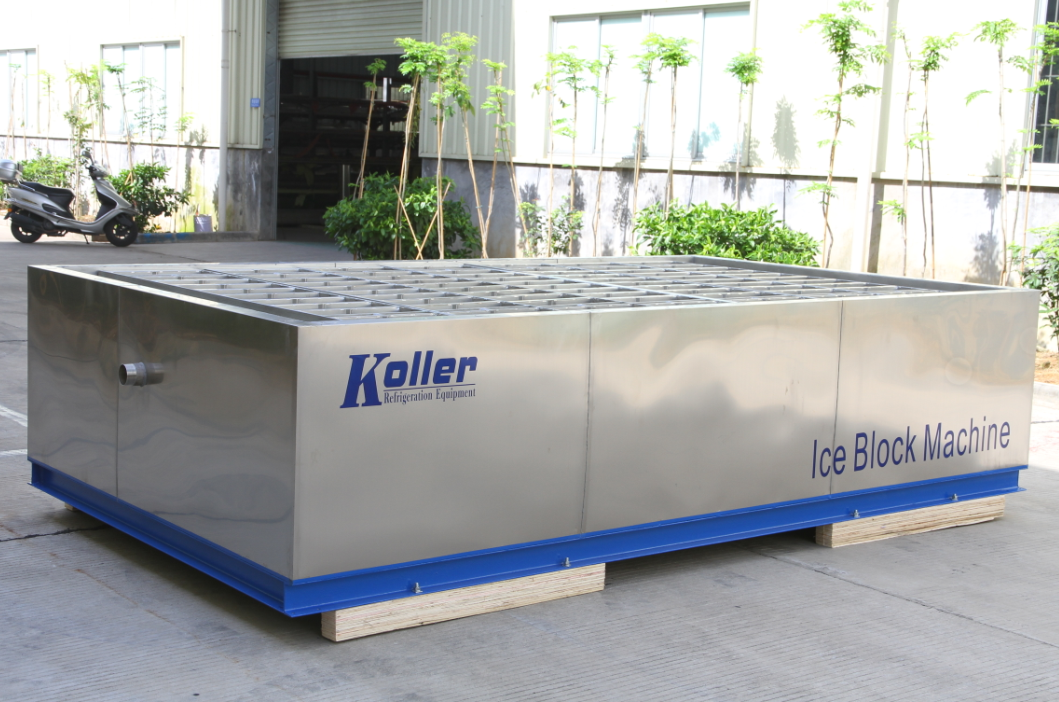 Koller
Refrigeration Equipment
Ice Block Machine